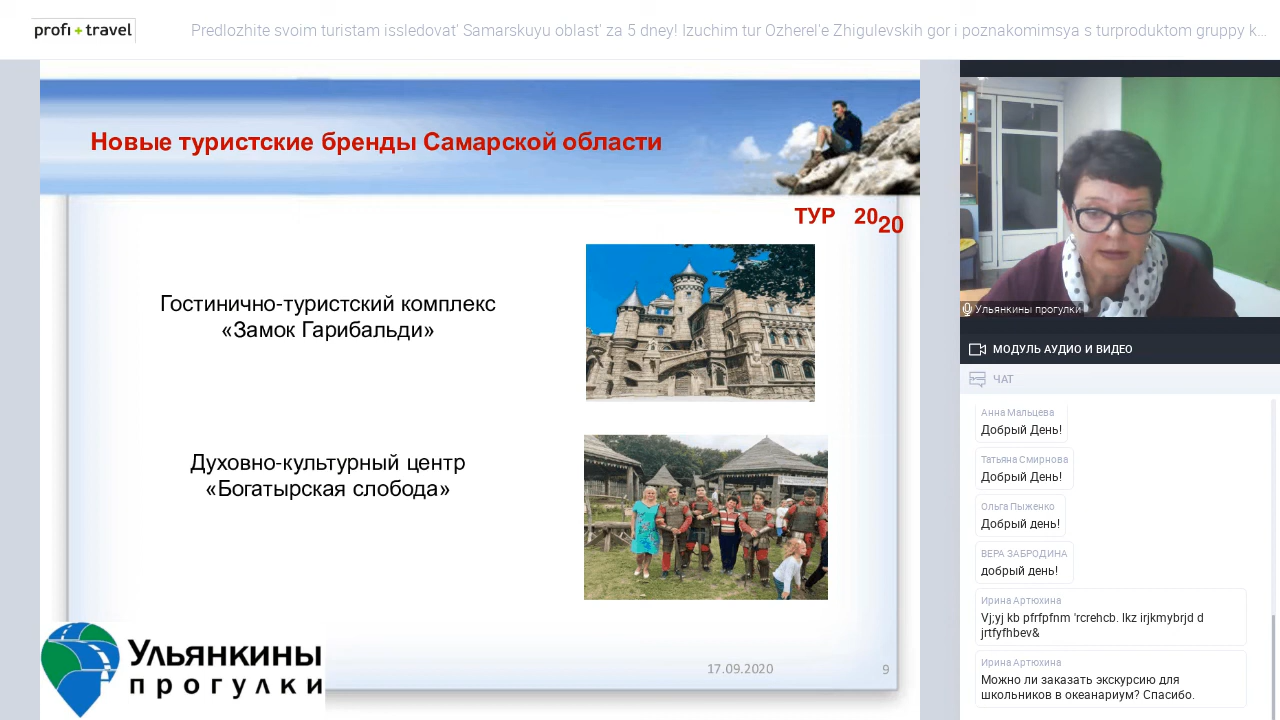 profi + travel
Predlozhite svoim turistam issledovat' Samarskuyu oblast' za 5 dney! Izuchim tur Ozherel'e Zhigulevskih gor i poznakomimsya s turproduktom gruppy k...
Новые туристские бренды Самарской области
ТУР 2020
Гостинично-туристский комплекс
«Замок Гарибальди»
Духовно-культурный центр
«Богатырская слобода»
Ульянкины
прогулки
17.09.2020
9
Ульянкины прогулки
МОДУЛЬ АУДИО И ВИДЕО
ЧАТ
Анна Мальцева
Добрый День!
Татьяна Смирнова
Добрый День!
Ольга Пыженко
Добрый день!
ВЕРА ЗАБРОДИНА
добрый день!
Ирина Артюхина
Vj;yj kb pfrfpfnm 'rcrehcb. lkz irjkmybrjd d
jrtfyfhbev&
Ирина Артюхина
Можно ли заказать экскурсию для
школьников в океанариум? Спасибо.